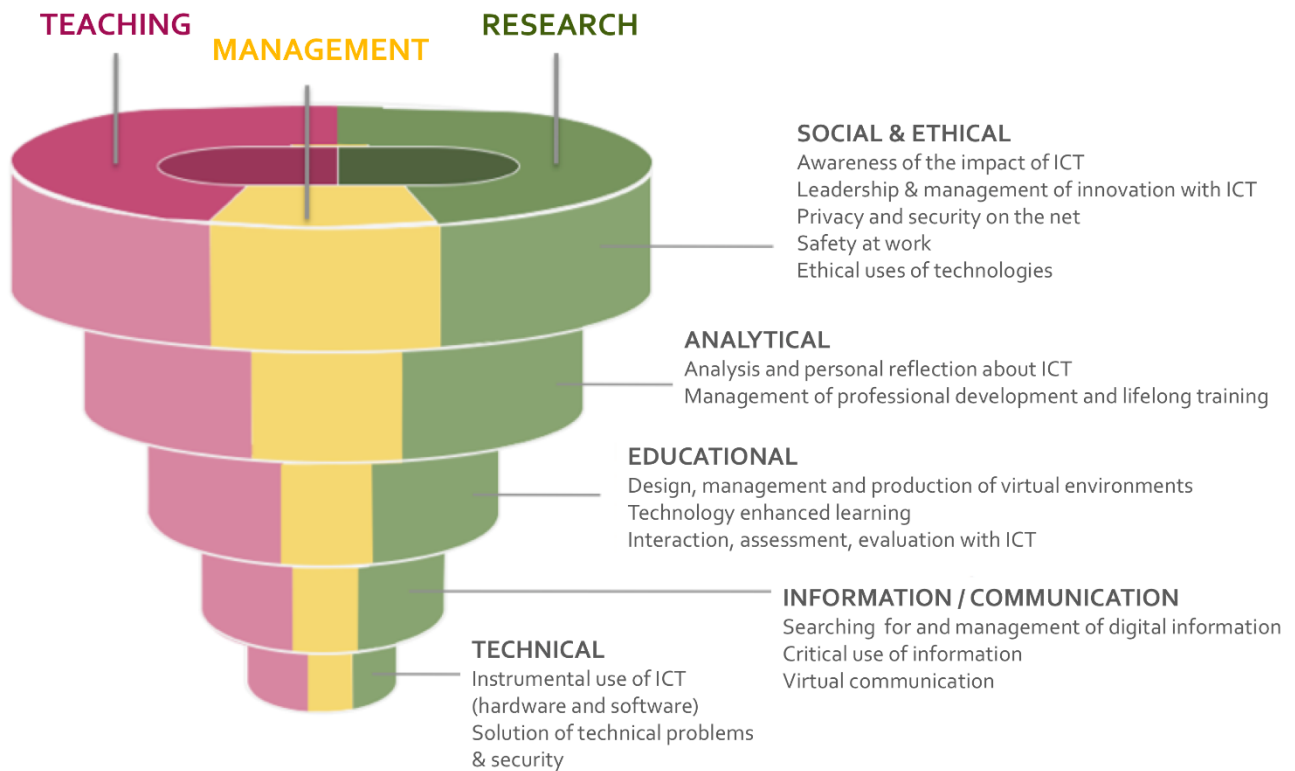 TEACHING
MANAGEMENT
RESEARCH
SOCIAL & ETHICAL
Awareness of the impact of ICT
Leadership & management of innovation with ICT
Privacy and security on the net
Safety at work
Ethical uses of technologies
ANALYTICAL
Analysis and personal reflection about ICT
Management of professional development and lifelong training
EDUCATIONAL
Design, management and production of virtual environments
Technology enhanced learning
Interaction, assessment, evaluation with ICT
INFORMATION / COMMUNICATION
Searching for and management of digital information
Critical use of information
Virtual communication
TECHNICAL
Instrumental use of ICT
(hardware and software)
Solution of technical problems
& security